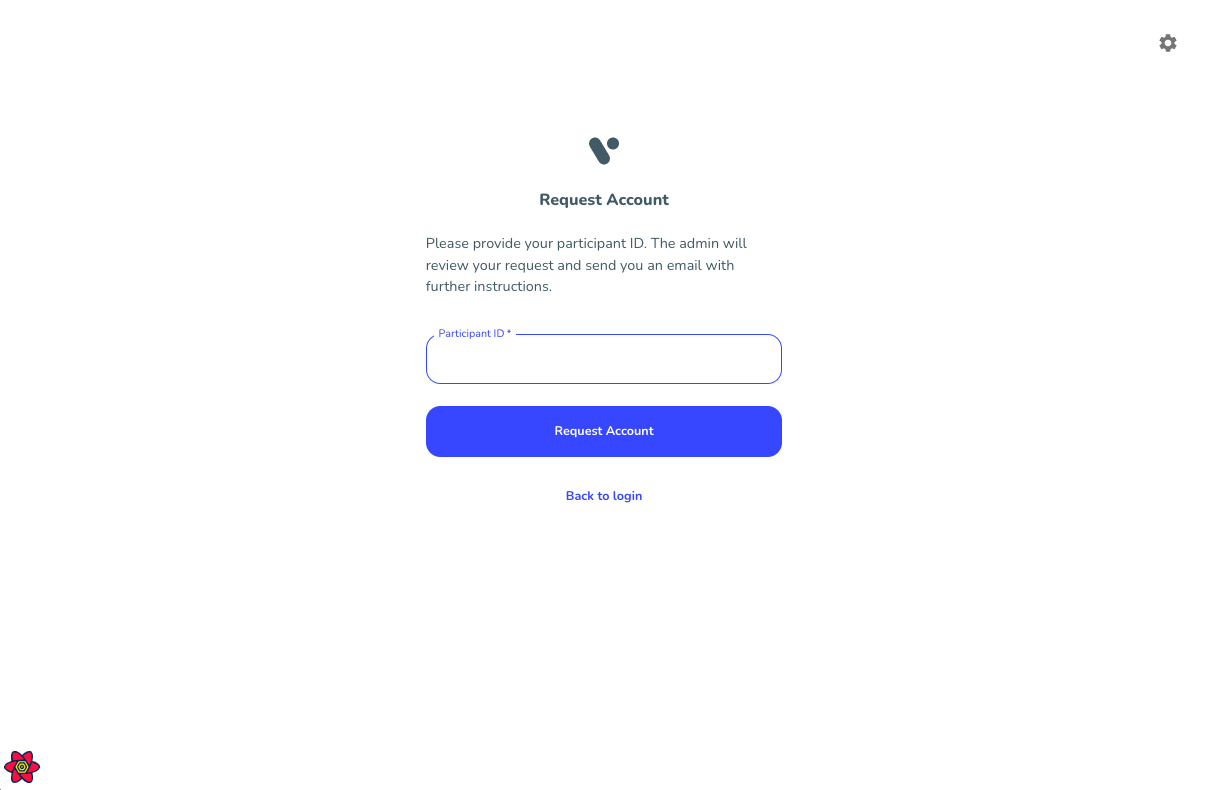 Request Account
Please provide your participant ID. The admin will
review your request and send you an email with
further instructions.
Participant ID *
Request Account
Back to login